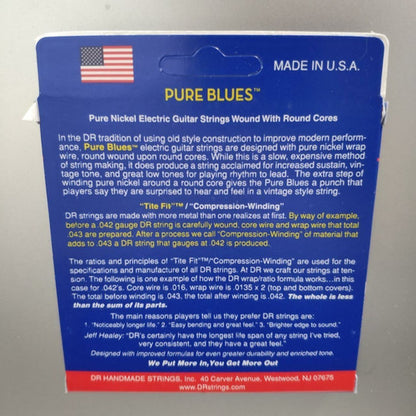 MADE IN U.S.A.
PURE BLUES™
Pure Nickel Electric Guitar Strings Wound With Round Cores
In the DR tradition of using old style construction to improve modern perform-
ance, Pure Blues™ electric guitar strings are designed with pure nickel wrap
wire, round wound upon round cores. While this is a slow, expensive method
of string making, it does produce a string acclaimed for increased sustain, vin-
tage tone, and great low tones for playing rhythm to lead. The extra step of
winding pure nickel around a round core gives the Pure Blues a punch that
players say they are surprised to hear and feel in a vintage style string.
"Tite Fit"™/"Compression-Winding"
DR strings are made with more metal than one realizes at first. By way of example,
before a .042 gauge DR string is carefully wound, core wire and wrap wire that total
.043 are prepared. After a process we call "Compression-Winding" of material that
adds to .043 a DR string that gauges at .042 is produced.
The ratios and principles of "Tite Fit"™/"Compression-Winding" are used for the
specifications and manufacture of all DR strings. At DR we craft our strings at ten-
sion. The following is one example of how the DR wrap/ratio formula works...in this
case for .042's. Core wire is .016, wrap wire is .0135 x 2 (top and bottom covers).
The total before winding is .043, the total after winding is .042. The whole is less
than the sum of its parts.
The main reasons players tell us they prefer DR strings are:
1. "Noticeably longer life." 2. "Easy bending and great feel." 3. "Brighter edge to sound."
Jeff Healey: "DR's certainly have the longest life span of any string I've tried,
very consistent, and they have a great feel."
Designed with improved formulas for even greater durability and enriched tone.
We Put More In, You Get More Out
DR HANDMADE STRINGS, Inc. 40 Carver Avenue, Westwood, NJ 07675
www.DRstrings.com